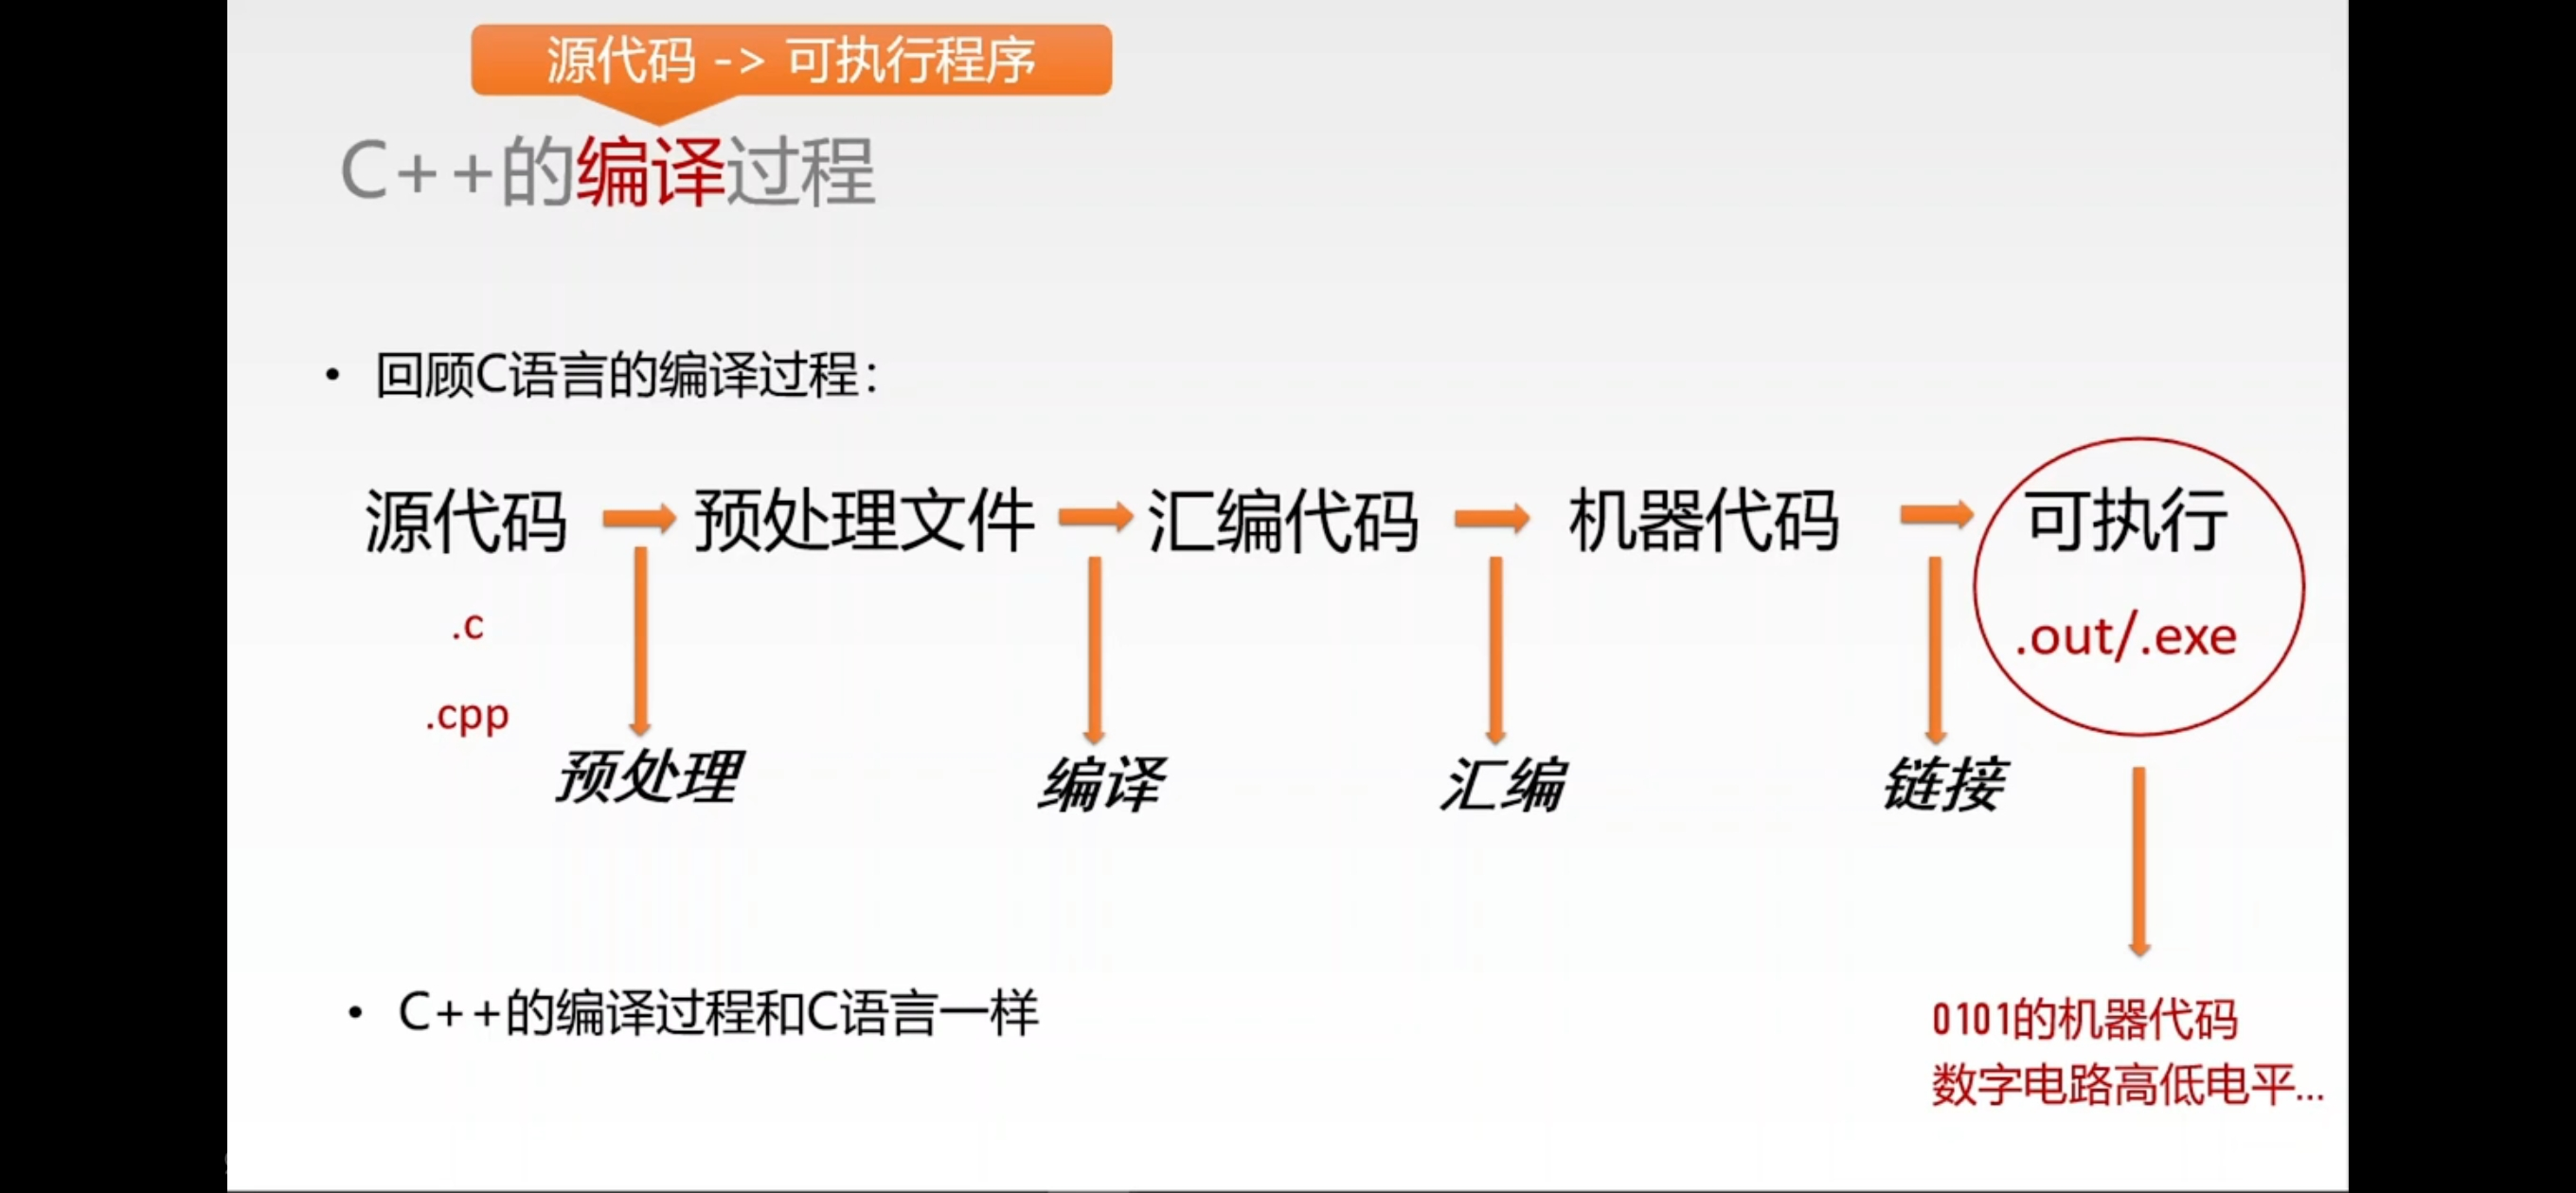 源代码 -> 可执行程序
C++的编译过程
• 回顾C语言的编译过程：
源代码 预处理文件 汇编代码 机器代码 可执行
.c
.out/.exe
.cpp
预处理 编译 汇编 链接
• C++的编译过程和C语言一样
0101的机器代码
数字电路高低电平...